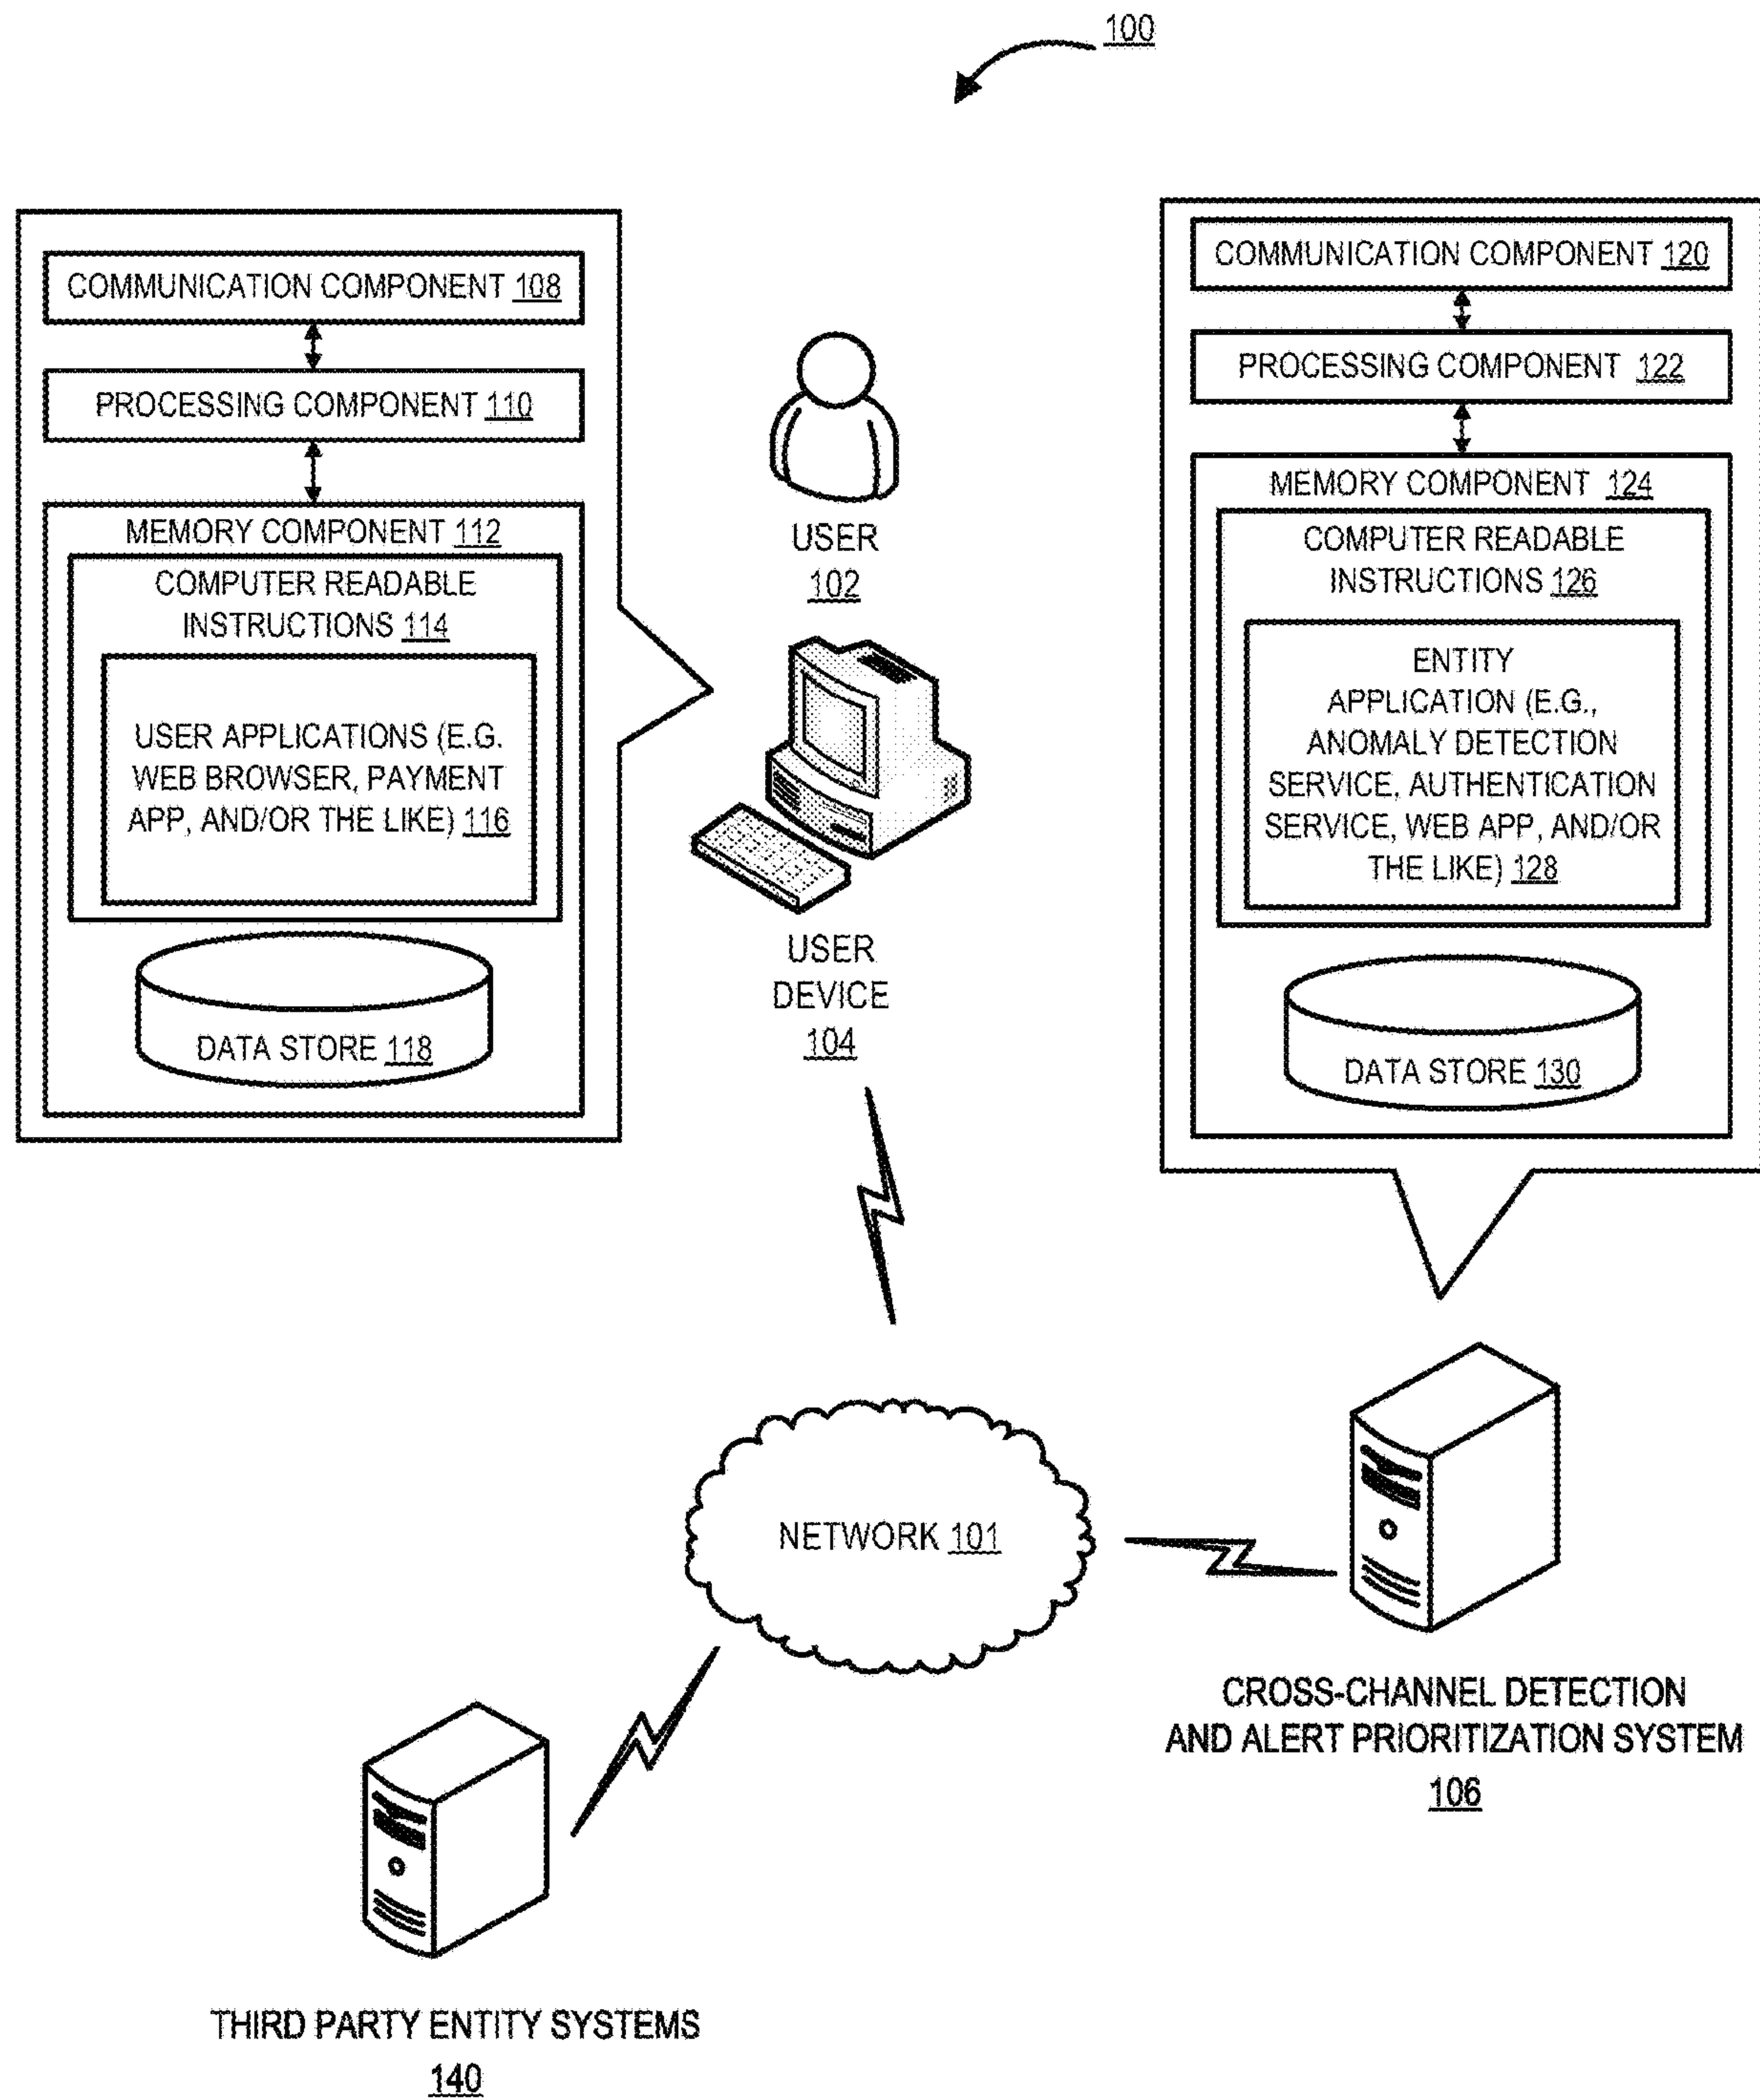 100
COMMUNICATION COMPONENT 108
PROCESSING COMPONENT 110
MEMORY COMPONENT 112
COMPUTER READABLE
INSTRUCTIONS 114
USER APPLICATIONS (E.G.
WEB BROWSER, PAYMENT
APP, AND/OR THE LIKE) 116
DATA STORE 118
USER
102
USER
DEVICE
104
COMMUNICATION COMPONENT 120
PROCESSING COMPONENT 122
MEMORY COMPONENT 124
COMPUTER READABLE
INSTRUCTIONS 126
ENTITY
APPLICATION (E.G.,
ANOMALY DETECTION
SERVICE, AUTHENTICATION
SERVICE, WEB APP, AND/OR
THE LIKE) 128
DATA STORE 130
NETWORK 101
CROSS-CHANNEL DETECTION
AND ALERT PRIORITIZATION SYSTEM
106
THIRD PARTY ENTITY SYSTEMS
140